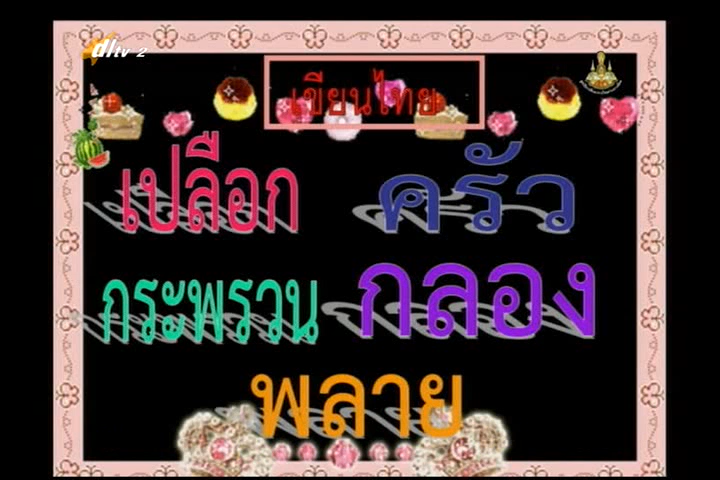 dltv 2
เขียนไทย
เปลือก ครัว
กระพรวน กลอง
พลาย